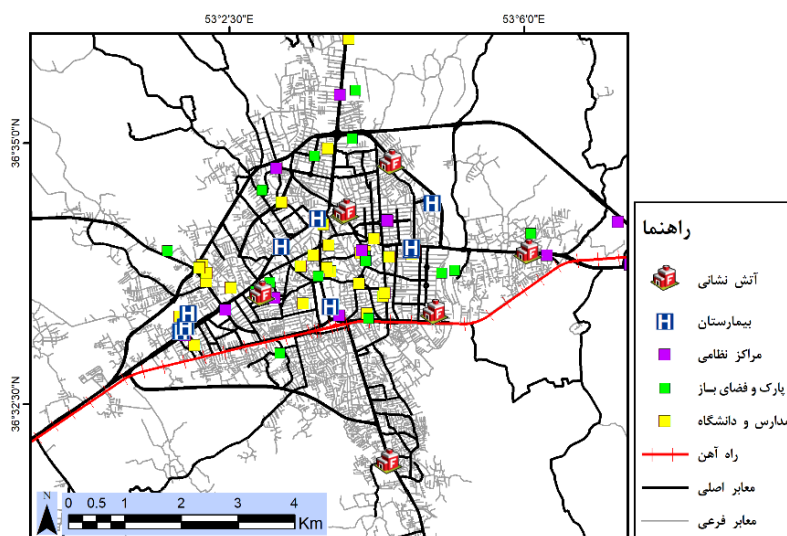 53°2'30"E
53°6'0"E
36°35'0"N
36°32'30"N
N
0 0.5 1 2 3 4
Km
راهنما
آتش نشانی
بیمارستان
مراکز نظامی
پارک و فضای باز
مدارس و دانشگاه
راه آهن
معابر اصلی
معابر فرعی